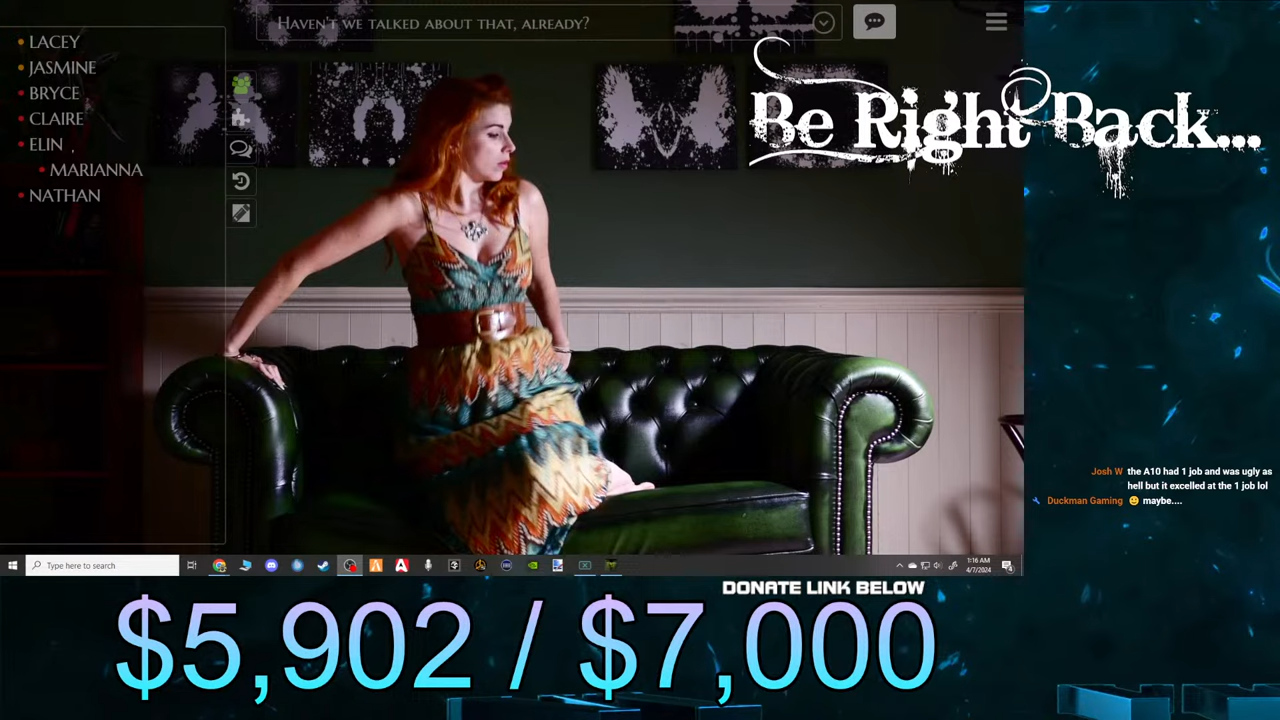 Haven't we talked about that, already?
LACEY
JASMINE
BRYCE
CLAIRE
ELIN ,
MARIANNA
NATHAN
Be Right Back...
Josh W the A10 had 1 job and was ugly as
hell but it excelled at the 1 job lol
Duckman Gaming 🙂 maybe....
Type here to search
1:16 AM
4/7/2024
DONATE LINK BELOW
$5,902 / $7,000